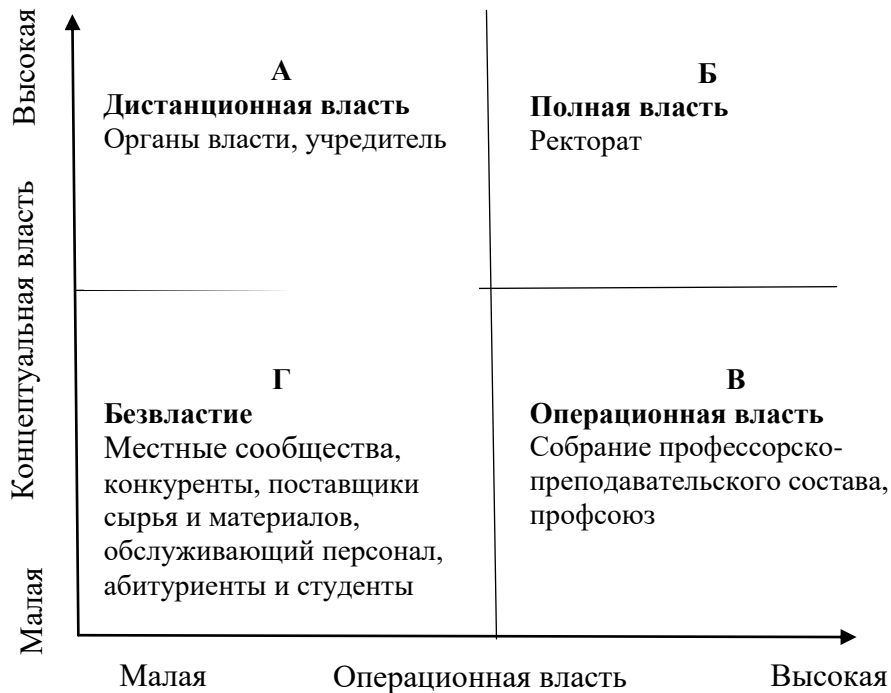 Высокая
Концептуальная власть
Малая
А
Дистанционная власть
Органы власти, учредитель
Б
Полная власть
Ректорат
Г
Безвластие
Местные сообщества,
конкуренты, поставщики
сырья и материалов,
обслуживающий персонал,
абитуриенты и студенты
В
Операционная власть
Собрание профессорско-
преподавательского состава,
профсоюз
Малая
Операционная власть
Высокая